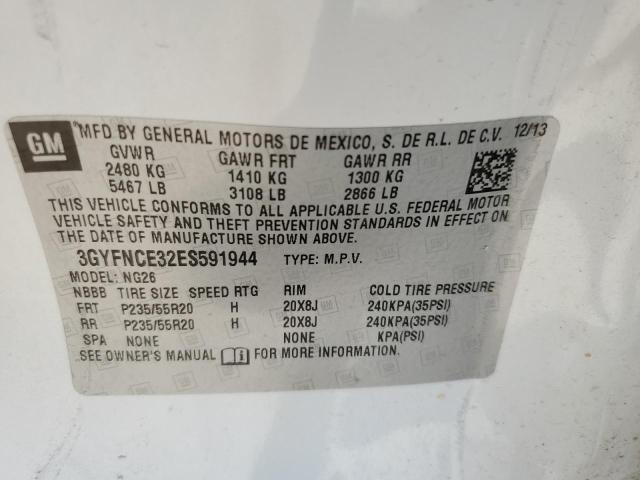 GM "MFD BY GENERAL MOTORS DE MEXICO, S. DE R.L. DE C.V. 12/13
GVWR GAWR FRT GAWR RR
2480 KG 1410 KG 1300 KG
5467 LB 3108 LB 2866 LB
THIS VEHICLE CONFORMS TO ALL APPLICABLE U.S. FEDERAL MOTOR
VEHICLE SAFETY AND THEFT PREVENTION STANDARDS IN EFFECT ON
THE DATE OF MANUFACTURE SHOWN ABOVE.
3GYFNCE32ES591944 TYPE: M.P.V.
MODEL: NG26
NBBB TIRE SIZE SPEED RTG RIM COLD TIRE PRESSURE
FRT P235/55R20 H 20X8J 240KPA(35PSI)
RR P235/55R20 H 20X8J 240KPA(35PSI)
SPA NONE NONE KPA(PSI)
SEE OWNER'S MANUAL FOR MORE INFORMATION.